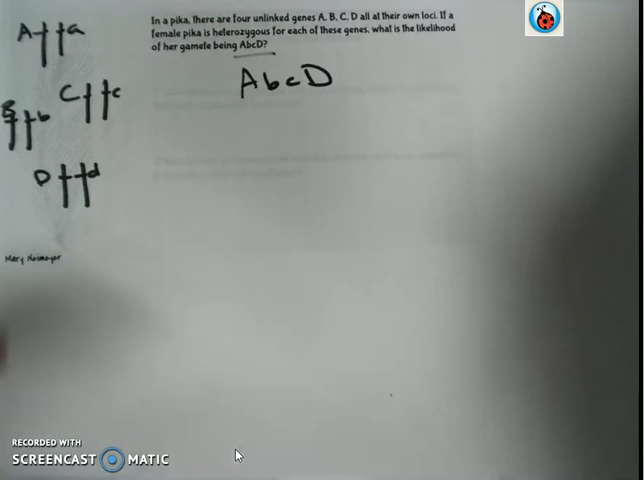 In a pika, there are four unlinked genes A, B, C, D all at their own loci. If a
female pika is heterozygous for each of these genes, what is the likelihood
of her gamete being AbcD?
AbcD
A a
C c
B b
D d
Mary
RECORDED WITH
SCREENCAST MATIC